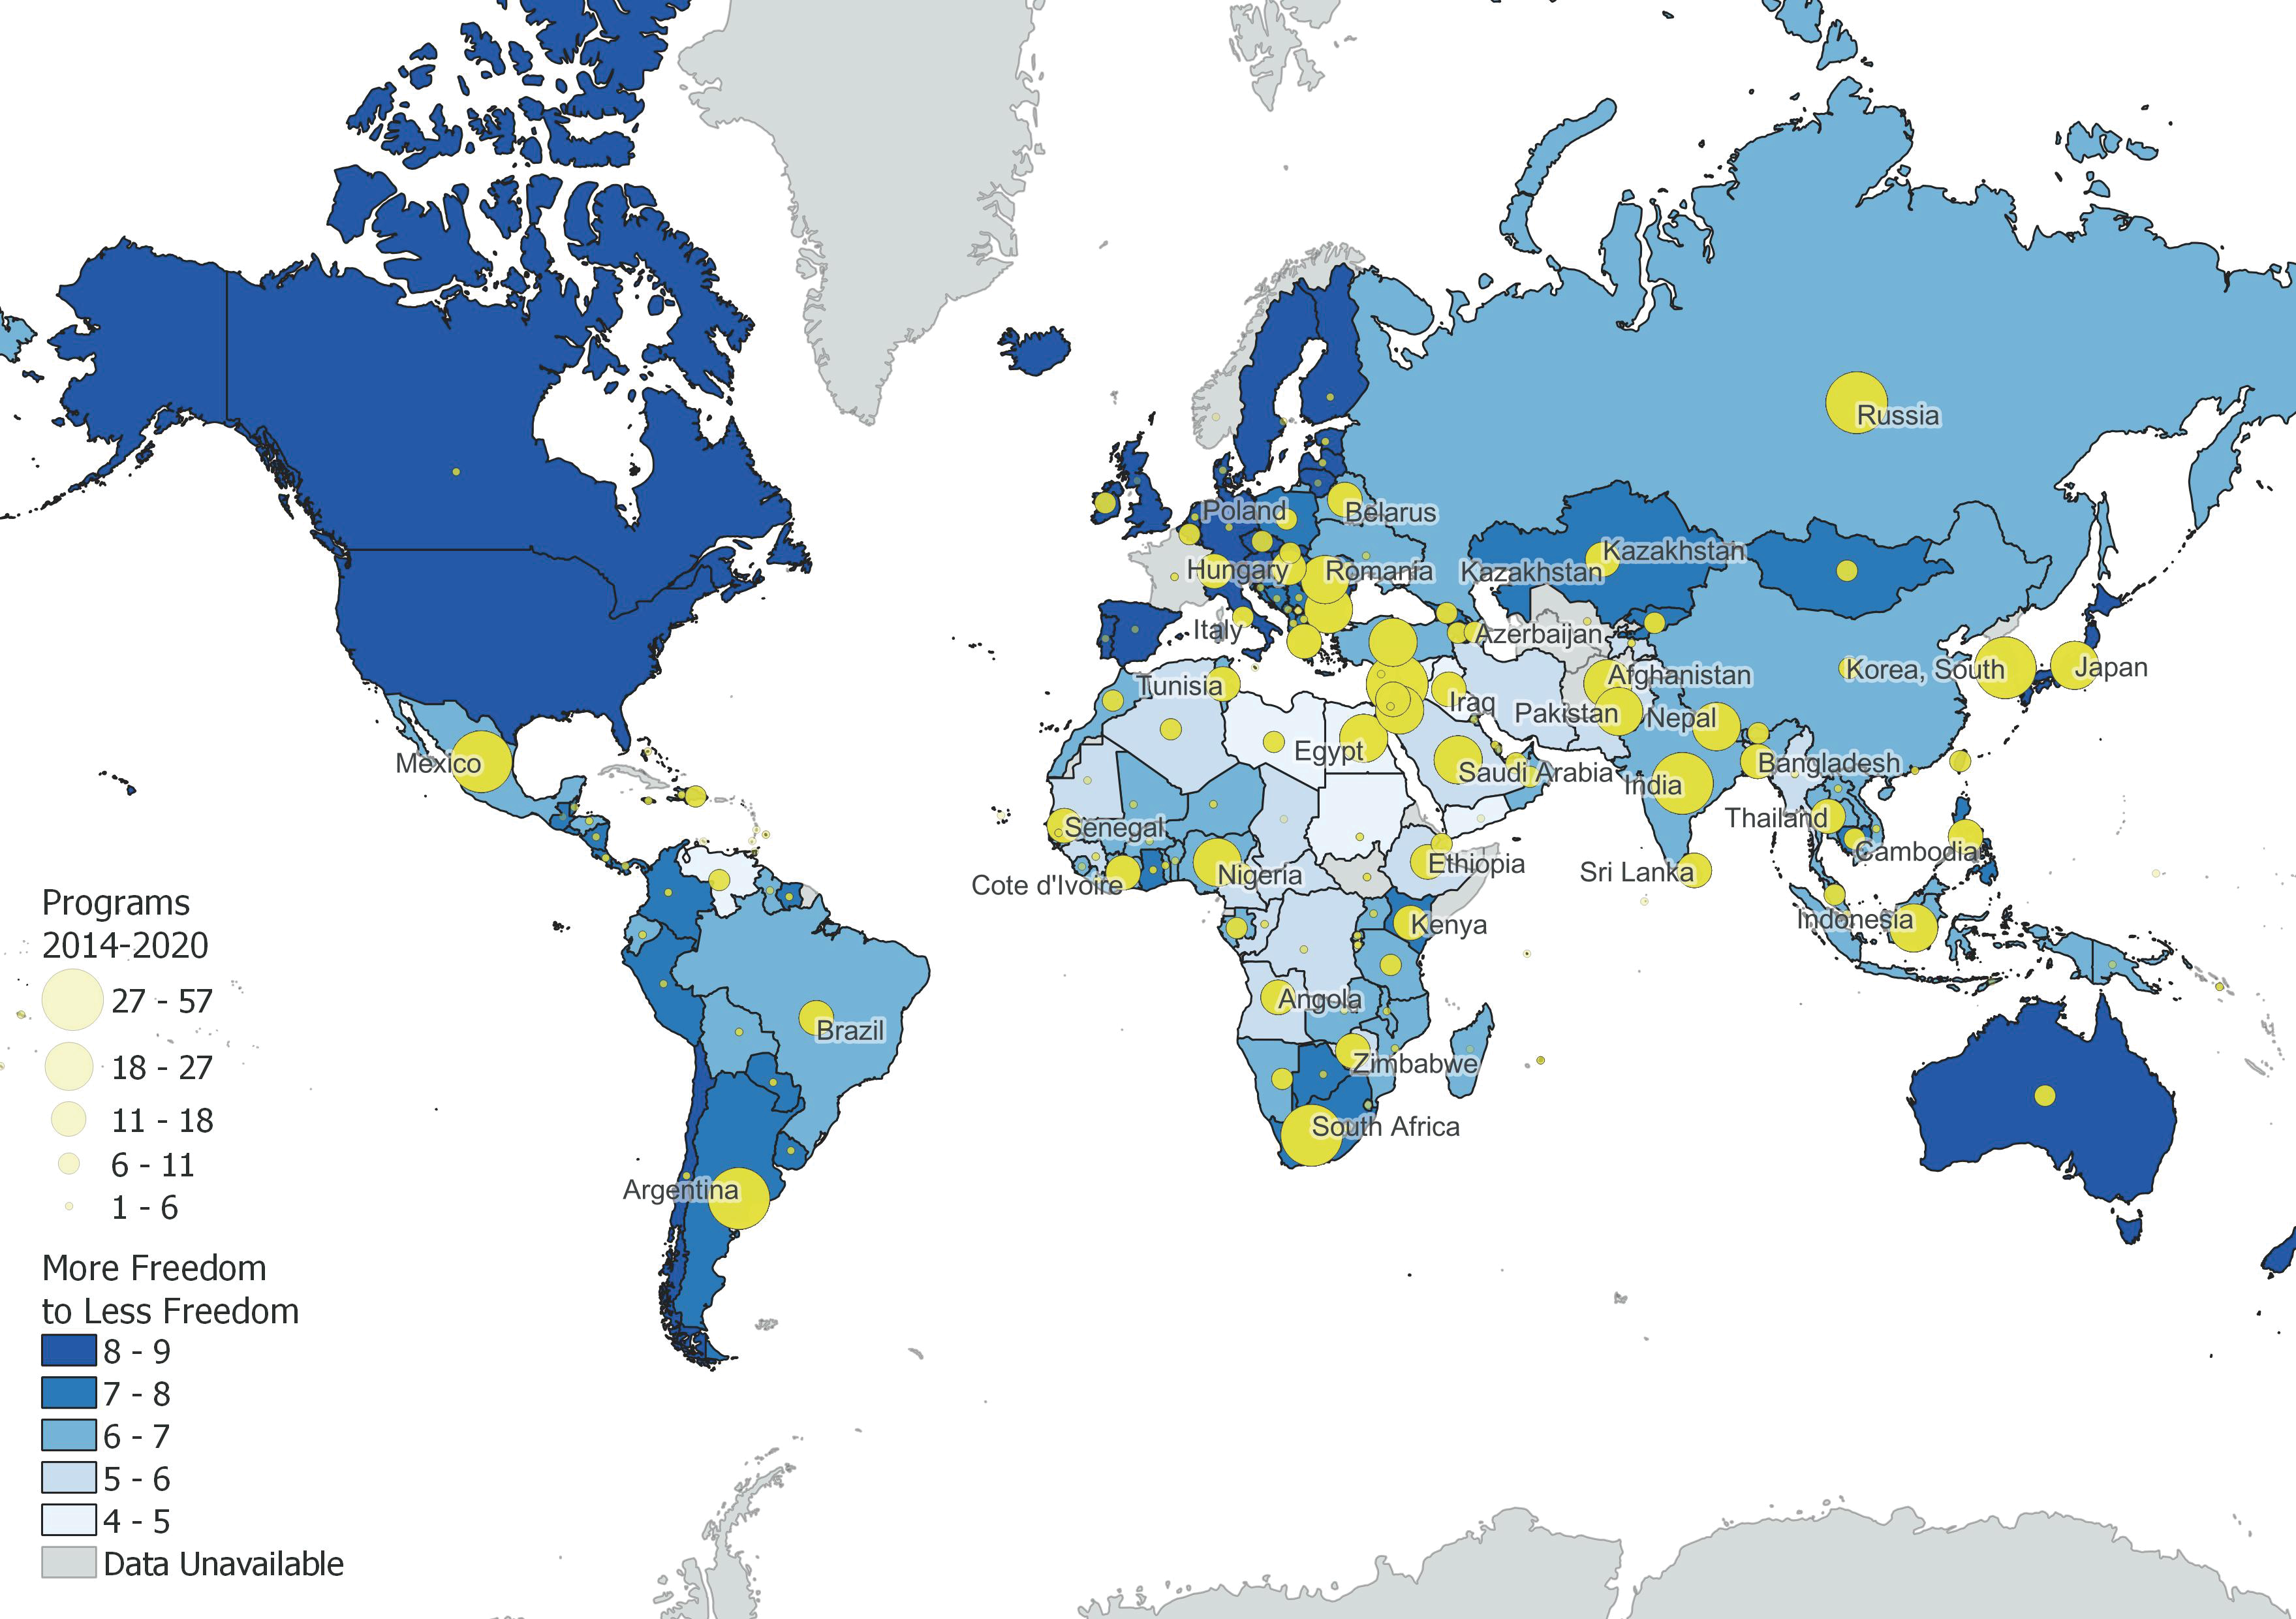 Russia
Poland
Belarus
Kazakhstan
Hungary
Romania
Kazakhstan
Italy
Azerbaijan
Korea, South
Japan
Tunisia
Afghanistan
Iraq
Pakistan
Nepal
Mexico
Egypt
Saudi Arabia
Bangladesh
India
Thailand
Senegal
Cambodia
Ethiopia
Sri Lanka
Nigeria
Cote d'Ivoire
Indonesia
Kenya
Angola
Brazil
Zimbabwe
South Africa
Argentina
Programs
2014-2020
27 - 57
18 - 27
11 - 18
6 - 11
1 - 6
More Freedom
to Less Freedom
8 - 9
7 - 8
6 - 7
5 - 6
4 - 5
Data Unavailable